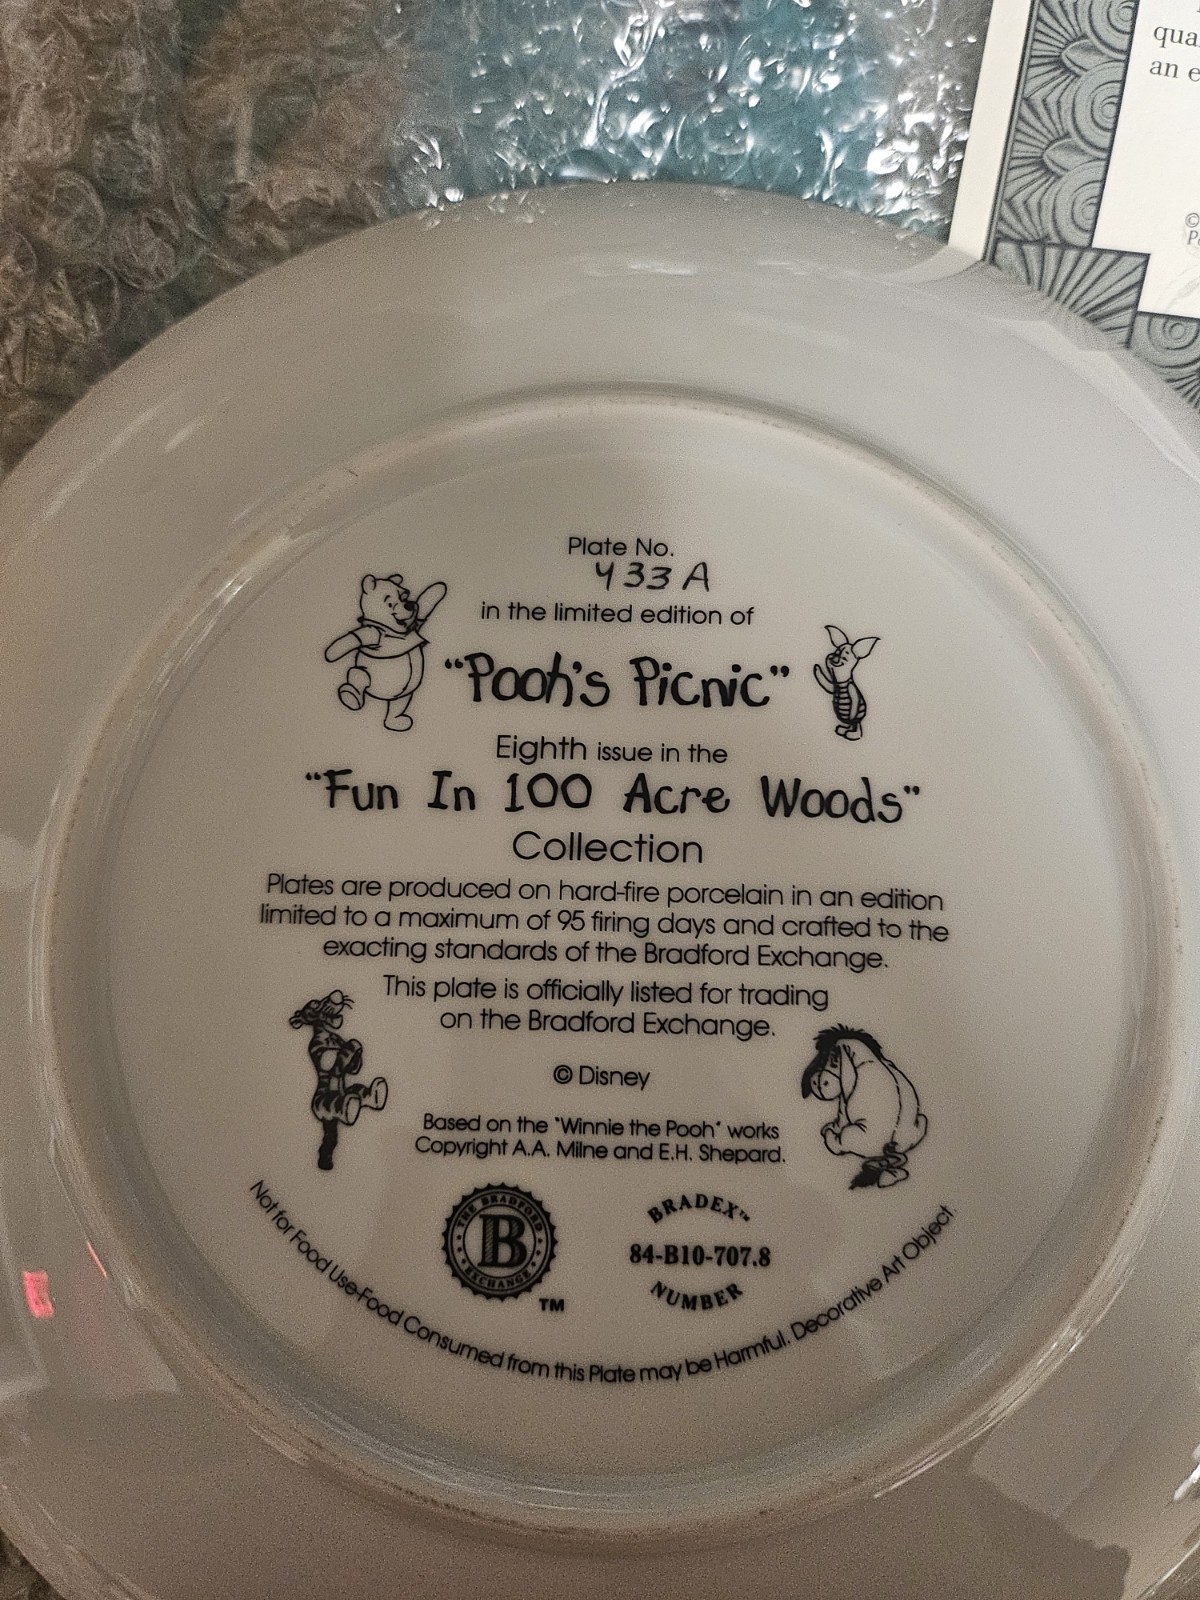 qua
an e
©
Plate No.
433A
in the limited edition of
"Pooh's Picnic"
Eighth issue in the
"Fun In 100 Acre Woods"
Collection
Plates are produced on hard-fire porcelain in an edition
limited to a maximum of 95 firing days and crafted to the
exacting standards of the Bradford Exchange.
This plate is officially listed for trading
on the Bradford Exchange.
© Disney
Based on the "Winnie the Pooh" works
Copyright A.A. Milne and E.H. Shepard.
THE BRADFORD
B
EXCHANGE
TM
BRADEX™
84-B10-707.8
NUMBER
Not for Food Use-Food Consumed from this Plate may be Harmful. Decorative Art Object.